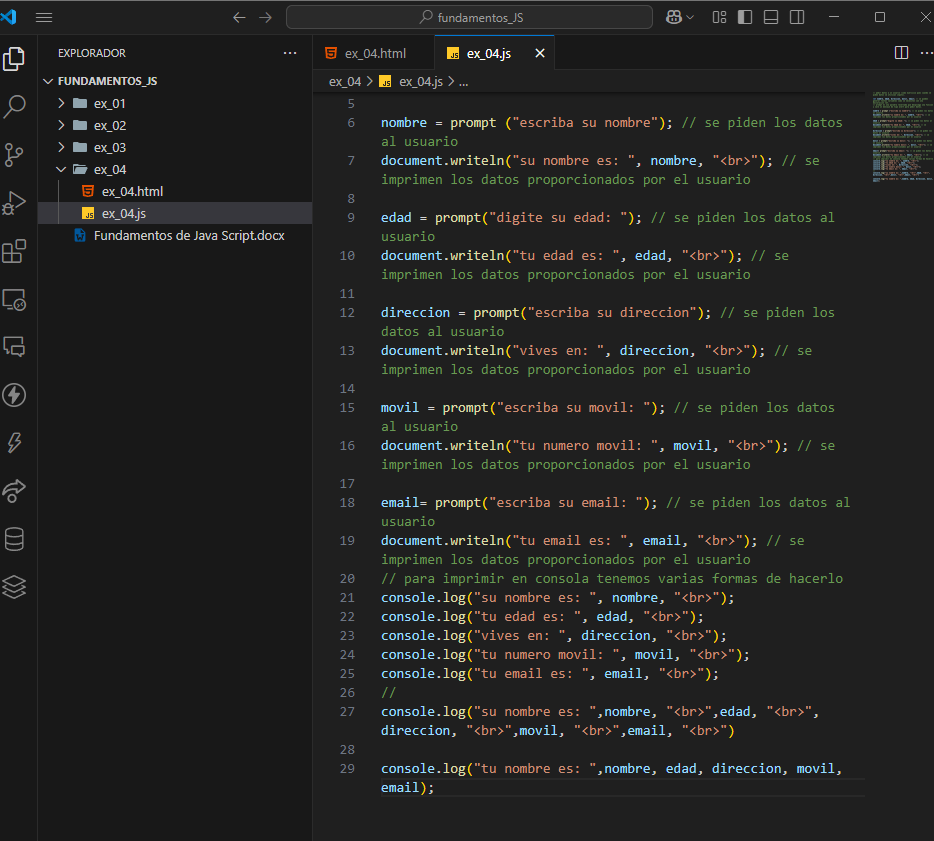 fundamentos_JS
EXPLORADOR
FUNDAMENTOS_JS
ex_01
ex_02
ex_03
ex_04
ex_04.html
ex_04.js
Fundamentos de Java Script.docx
ex_04.html
JS ex_04.js
ex_04 > JS ex_04.js > ...
5
6 nombre = prompt ("escriba su nombre"); // se piden los datos
al usuario
7 document.writeln("su nombre es: ", nombre, "<br>"); // se
imprimen los datos proporcionados por el usuario
8
9 edad = prompt("digite su edad: "); // se piden los datos al
usuario
10 document.writeln("tu edad es: ", edad, "<br>"); // se
imprimen los datos proporcionados por el usuario
11
12 direccion = prompt("escriba su direccion"); // se piden los
datos al usuario
13 document.writeln("vives en: ", direccion, "<br>"); // se
imprimen los datos proporcionados por el usuario
14
15 movil = prompt("escriba su movil: "); // se piden los datos
al usuario
16 document.writeln("tu numero movil: ", movil, "<br>"); // se
imprimen los datos proporcionados por el usuario
17
18 email= prompt("escriba su email: "); // se piden los datos al
usuario
19 document.writeln("tu email es: ", email, "<br>"); // se
imprimen los datos proporcionados por el usuario
20 // para imprimir en consola tenemos varias formas de hacerlo
21 console.log("su nombre es: ", nombre, "<br>");
22 console.log("tu edad es: ", edad, "<br>");
23 console.log("vives en: ", direccion, "<br>");
24 console.log("tu numero movil: ", movil, "<br>");
25 console.log("tu email es: ", email, "<br>");
26 //
27 console.log("su nombre es: ",nombre, "<br>",edad, "<br>",
direccion, "<br>",movil, "<br>",email, "<br>")
28
29 console.log("tu nombre es: ",nombre, edad, direccion, movil,
email);